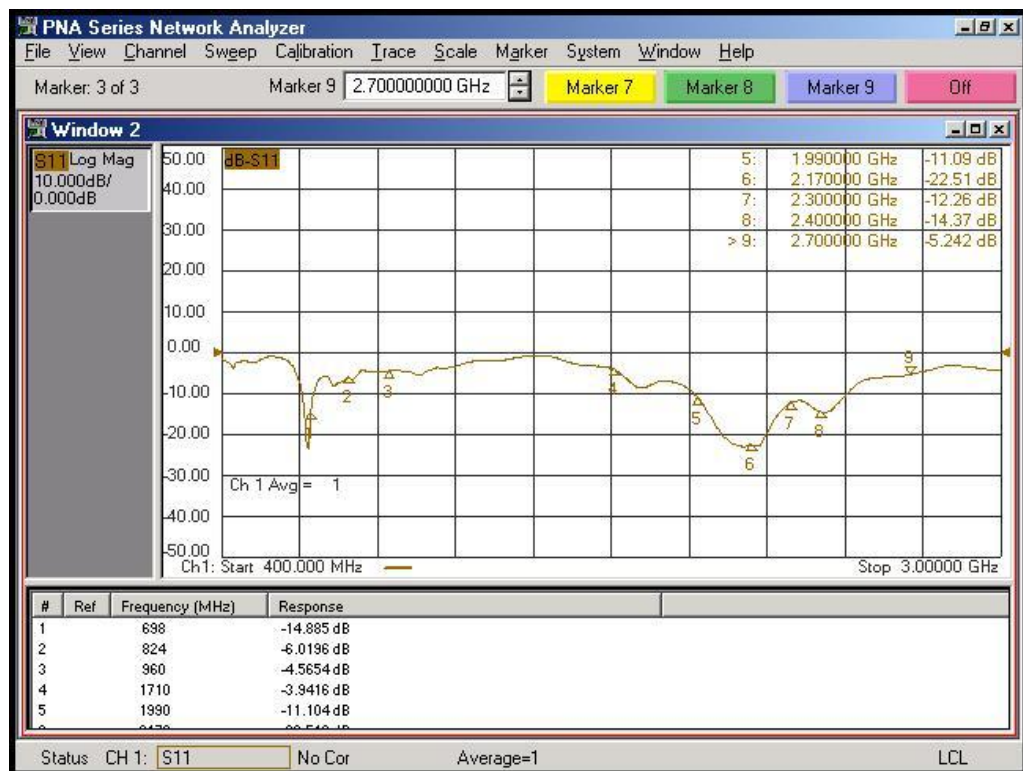 PNA Series Network Analyzer
File View Channel Sweep Calibration Trace Scale Marker System Window Help
Marker: 3 of 3 Marker 9 2.700000000 GHz Marker 7 Marker 8 Marker 9 Off
Window 2
S11 Log Mag
10.000dB/
0.000dB
dB-S11
50.00
40.00
30.00
20.00
10.00
0.00
-10.00
-20.00
-30.00
-40.00
-50.00
5: 1.990000 GHz -11.09 dB
6: 2.170000 GHz -22.51 dB
7: 2.300000 GHz -12.26 dB
8: 2.400000 GHz -14.37 dB
> 9: 2.700000 GHz -5.242 dB
2
3
4
5
6
7
8
9
Ch 1 Avg = 1
Ch1: Start 400.000 MHz Stop 3.00000 GHz
# Ref Frequency (MHz) Response
1 698 -14.885 dB
2 824 -6.0196 dB
3 960 -4.5654 dB
4 1710 -3.9416 dB
5 1990 -11.104 dB
Status CH 1: S11 No Cor Average=1 LCL